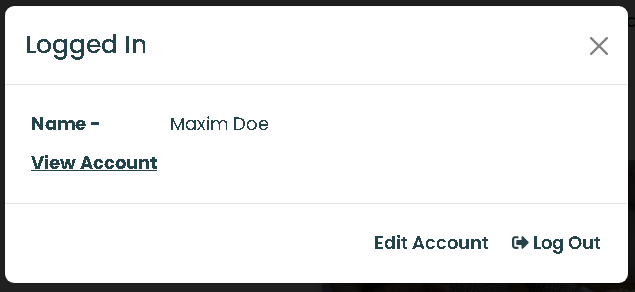 Logged In
Name - Maxim Doe
View Account
Edit Account Log Out